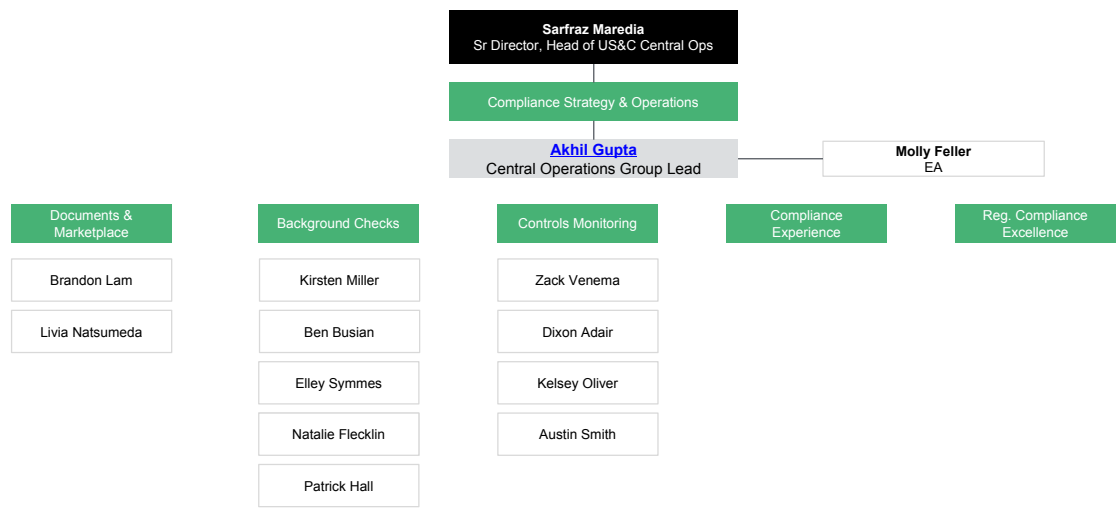 Sarfraz Maredia
Sr Director, Head of US&C Central Ops
Compliance Strategy & Operations
Akhil Gupta
Central Operations Group Lead
Molly Feller
EA
Documents &
Marketplace
Brandon Lam
Livia Natsumeda
Background Checks
Kirsten Miller
Ben Busian
Elley Symmes
Natalie Flecklin
Patrick Hall
Controls Monitoring
Zack Venema
Dixon Adair
Kelsey Oliver
Austin Smith
Compliance
Experience
Reg. Compliance
Excellence